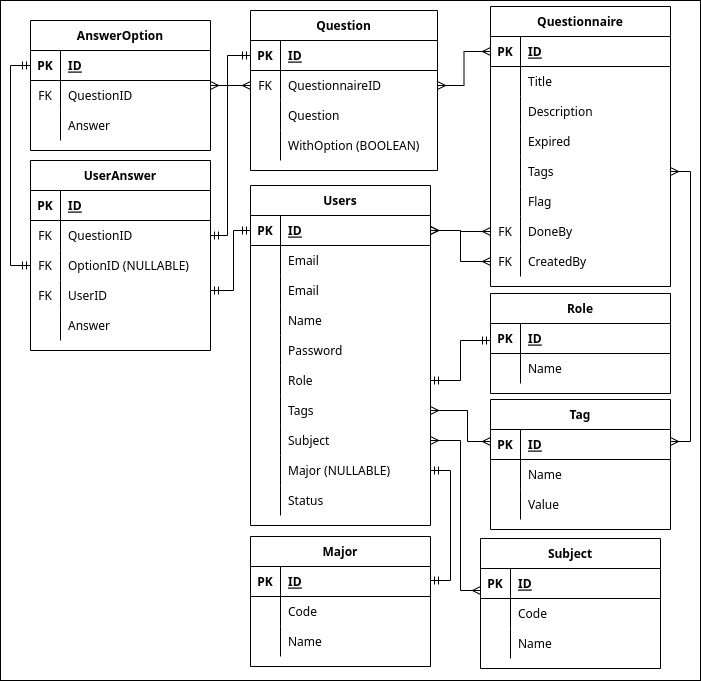 AnswerOption
PK ID
FK QuestionID
Answer
UserAnswer
PK ID
FK QuestionID
FK OptionID (NULLABLE)
FK UserID
Answer
Question
PK ID
FK QuestionnaireID
Question
WithOption (BOOLEAN)
Users
PK ID
Email
Email
Name
Password
Role
Tags
Subject
Major (NULLABLE)
Status
Major
PK ID
Code
Name
Questionnaire
PK ID
Title
Description
Expired
Tags
Flag
FK DoneBy
FK CreatedBy
Role
PK ID
Name
Tag
PK ID
Name
Value
Subject
PK ID
Code
Name